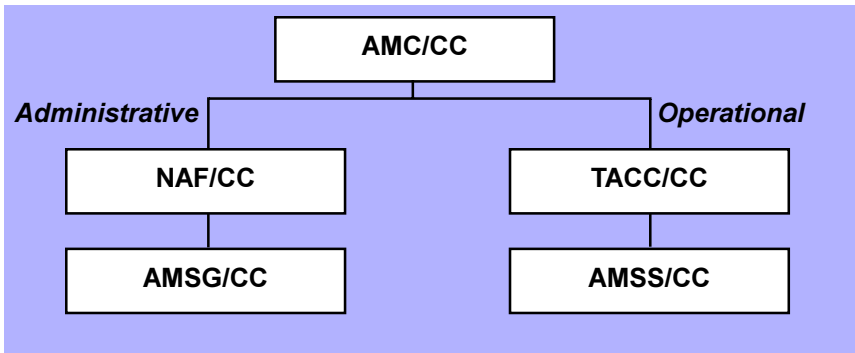 AMC/CC
Administrative
Operational
NAF/CC
TACC/CC
AMSG/CC
AMSS/CC